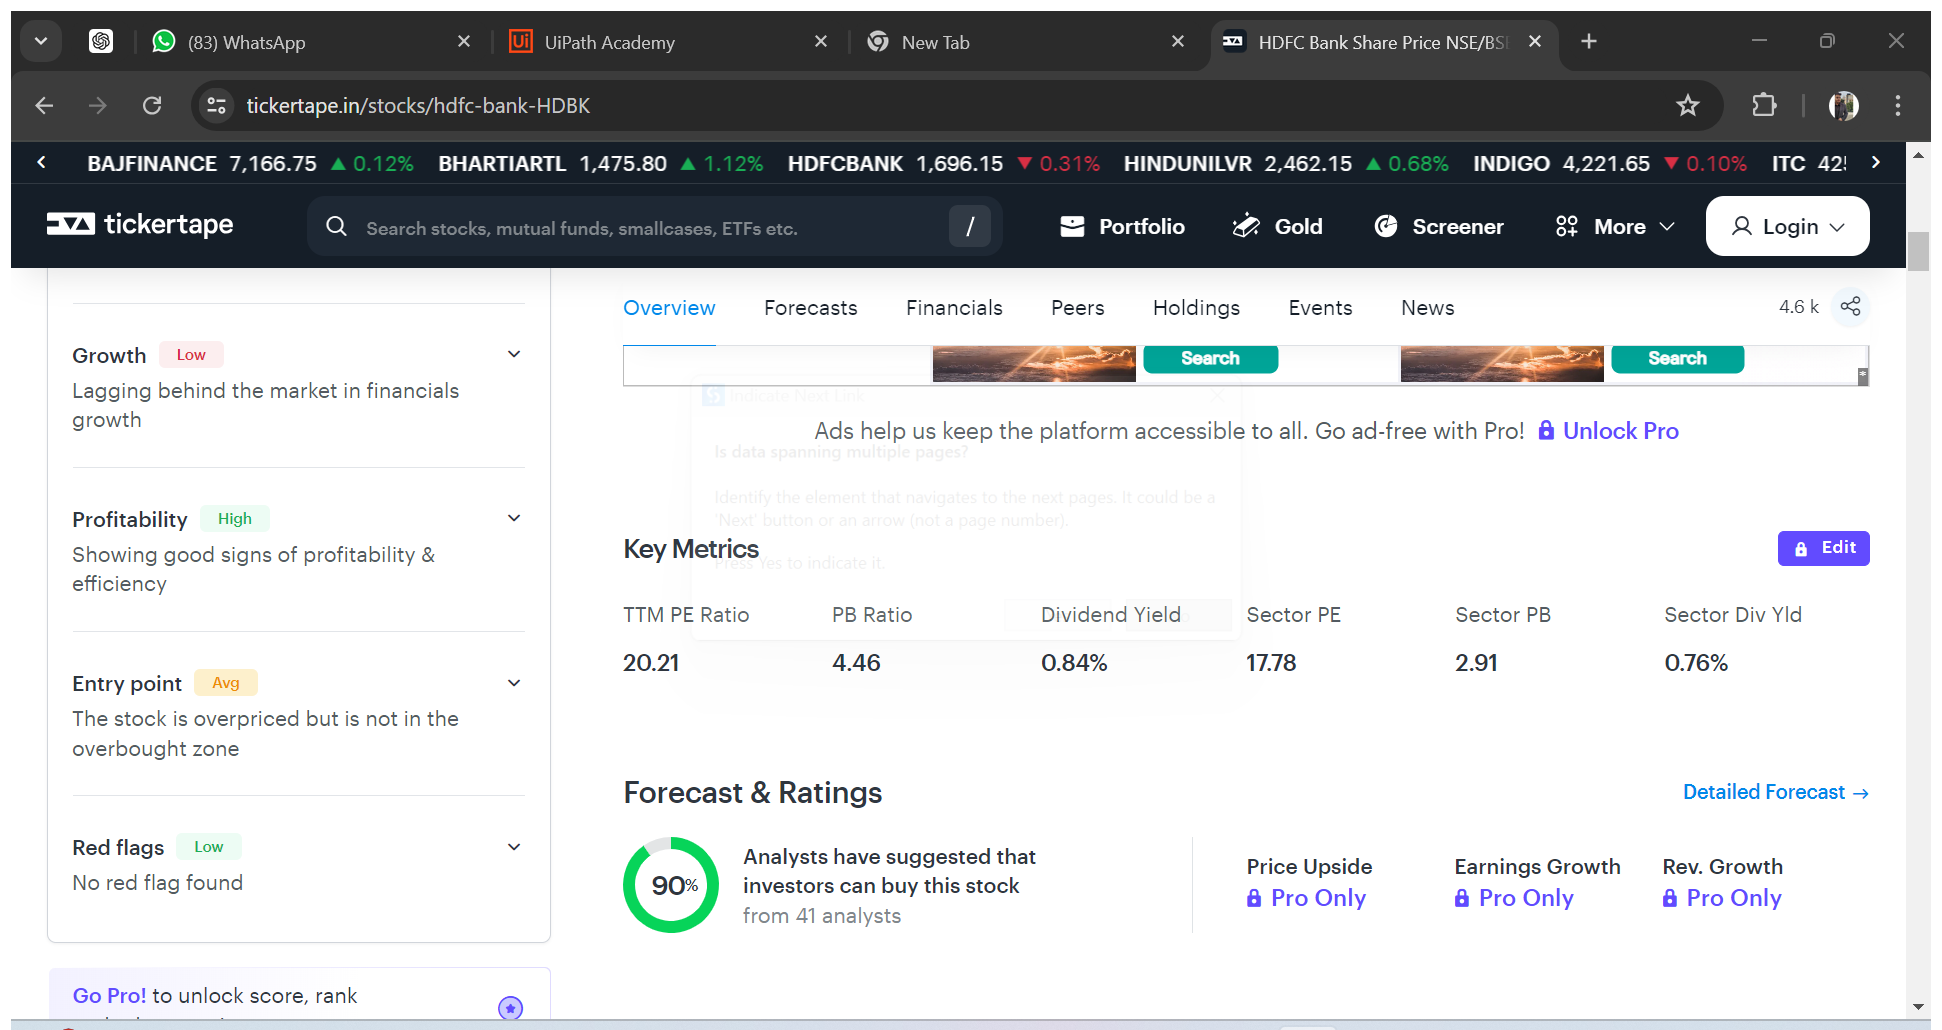 (83) WhatsApp
Ui UiPath Academy
New Tab
HDFC Bank Share Price NSE/BS
tickertape.in/stocks/hdfc-bank-HDBK
BAJFINANCE 7,166.75 ▲ 0.12% BHARTIARTL 1,475.80 ▲ 1.12% HDFCBANK 1,696.15 ▼ 0.31% HINDUNILVR 2,462.15 ▲ 0.68% INDIGO 4,221.65 ▼ 0.10% ITC 425
tickertape
Search stocks, mutual funds, smallcases, ETFs etc. /
Portfolio
Gold
Screener
More
Login
Growth Low
Lagging behind the market in financials
growth
Profitability High
Showing good signs of profitability &
efficiency
Entry point Avg
The stock is overpriced but is not in the
overbought zone
Red flags Low
No red flag found
Go Pro! to unlock score, rank
Overview Forecasts Financials Peers Holdings Events News
4.6 k
Search
Search
Indicate Next Link
Ads help us keep the platform accessible to all. Go ad-free with Pro! Unlock Pro
Is data spanning multiple pages?
Identify the element that navigates to the next pages. It could be a
'Next' button or an arrow (not a page number).
Press Yes to indicate it.
Key Metrics
Edit
TTM PE Ratio PB Ratio Dividend Yield Sector PE Sector PB Sector Div Yld
20.21 4.46 0.84% 17.78 2.91 0.76%
Forecast & Ratings
Detailed Forecast →
90%
Analysts have suggested that
investors can buy this stock
from 41 analysts
Price Upside Earnings Growth Rev. Growth
Pro Only Pro Only Pro Only